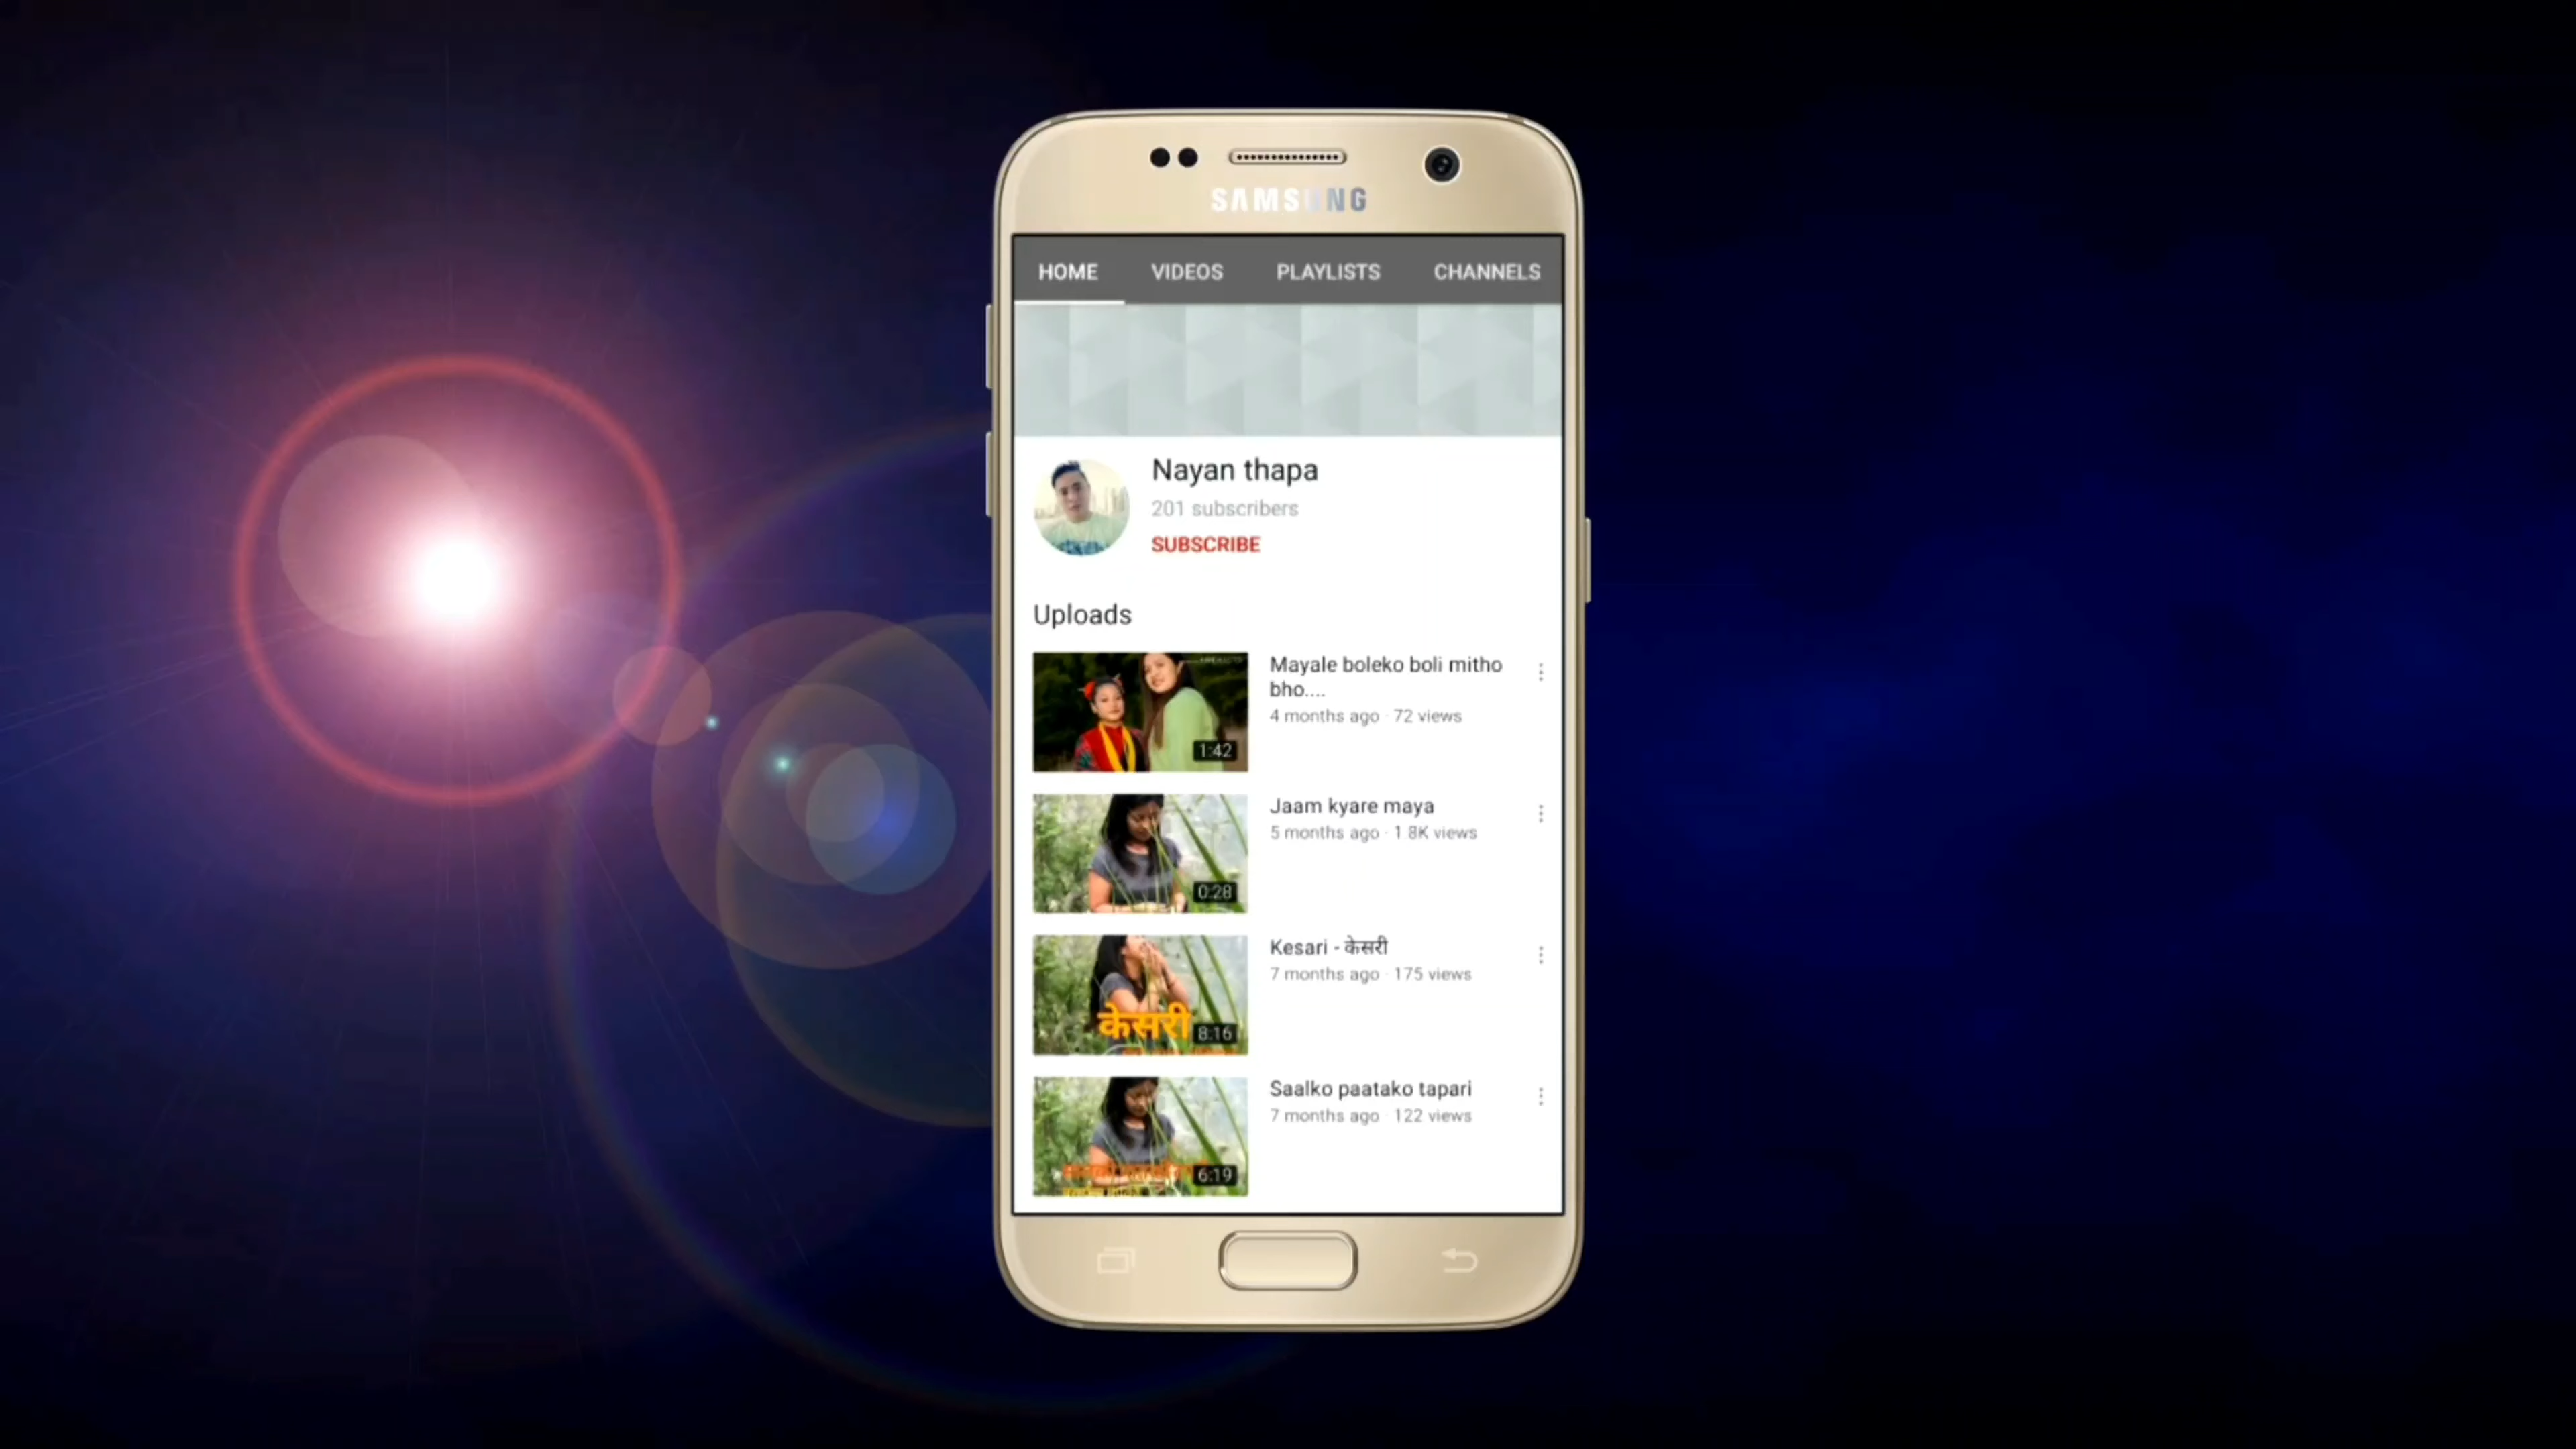 SAMSUNG
HOME VIDEOS PLAYLISTS CHANNELS
Nayan thapa
201 subscribers
SUBSCRIBE
Uploads
Mayale boleko boli mitho
bho....
4 months ago · 72 views
1:42
Jaam kyare maya
5 months ago · 1 8K views
0:28
Kesari - केसरी
7 months ago · 175 views
केसरी
8:16
Saalko paatako tapari
7 months ago · 122 views
6:19